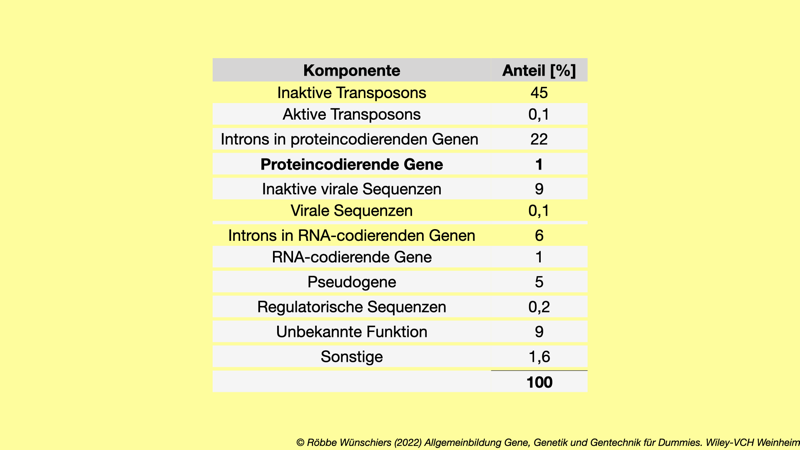 Komponente Anteil [%]
Inaktive Transposons 45
Aktive Transposons 0,1
Introns in proteincodierenden Genen 22
Proteincodierende Gene 1
Inaktive virale Sequenzen 9
Virale Sequenzen 0,1
Introns in RNA-codierenden Genen 6
RNA-codierende Gene 1
Pseudogene 5
Regulatorische Sequenzen 0,2
Unbekannte Funktion 9
Sonstige 1,6
100
© Röbbe Wünschiers (2022) Allgemeinbildung Gene, Genetik und Gentechnik für Dummies. Wiley-VCH Weinheim